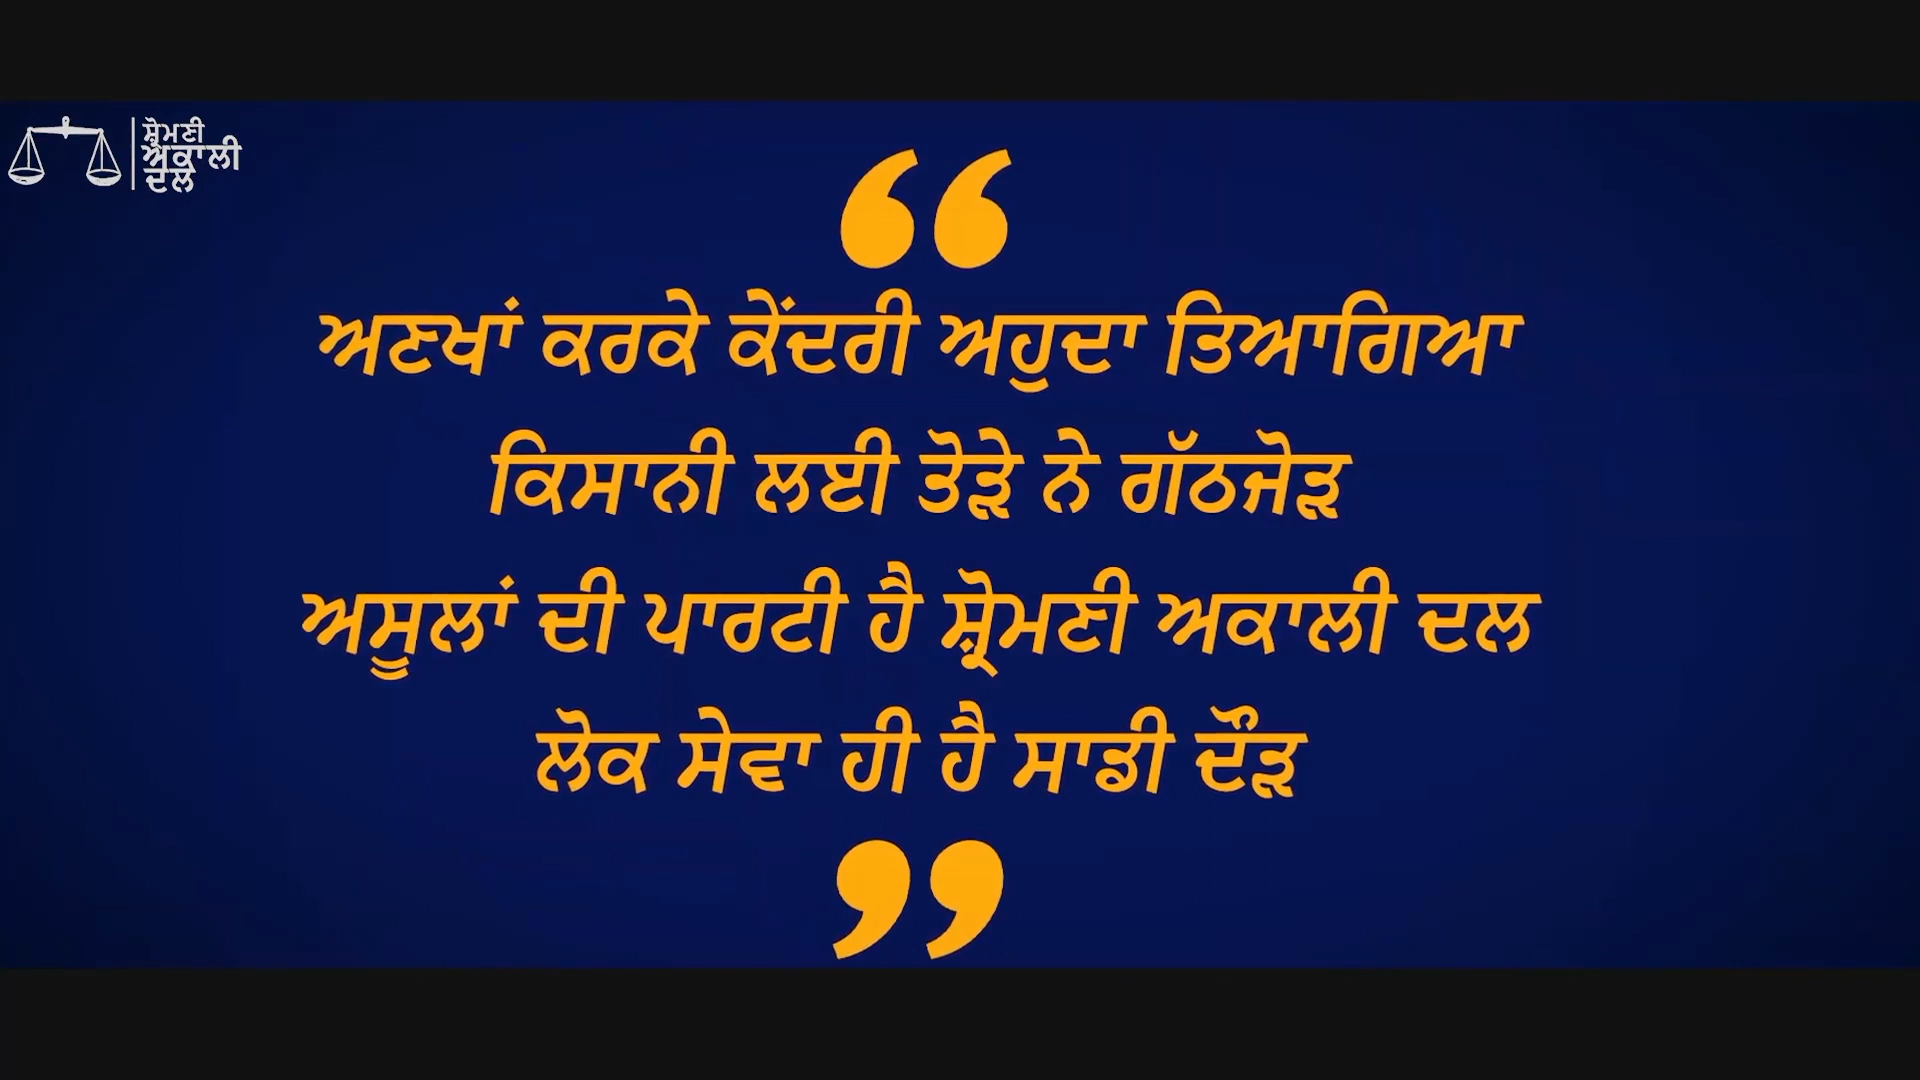 ਸ਼੍ਰੋਮਣੀ
ਅਕਾਲੀ
ਦਲ
“
ਅਣਖਾਂ ਕਰਕੇ ਕੇਂਦਰੀ ਅਹੁਦਾ ਤਿਆਗਿਆ
ਕਿਸਾਨੀ ਲਈ ਤੋੜੇ ਨੇ ਗੱਠਜੋੜ
ਅਸੂਲਾਂ ਦੀ ਪਾਰਟੀ ਹੈ ਸ਼੍ਰੋਮਣੀ ਅਕਾਲੀ ਦਲ
ਲੋਕ ਸੇਵਾ ਹੀ ਹੈ ਸਾਡੀ ਦੌੜ
”